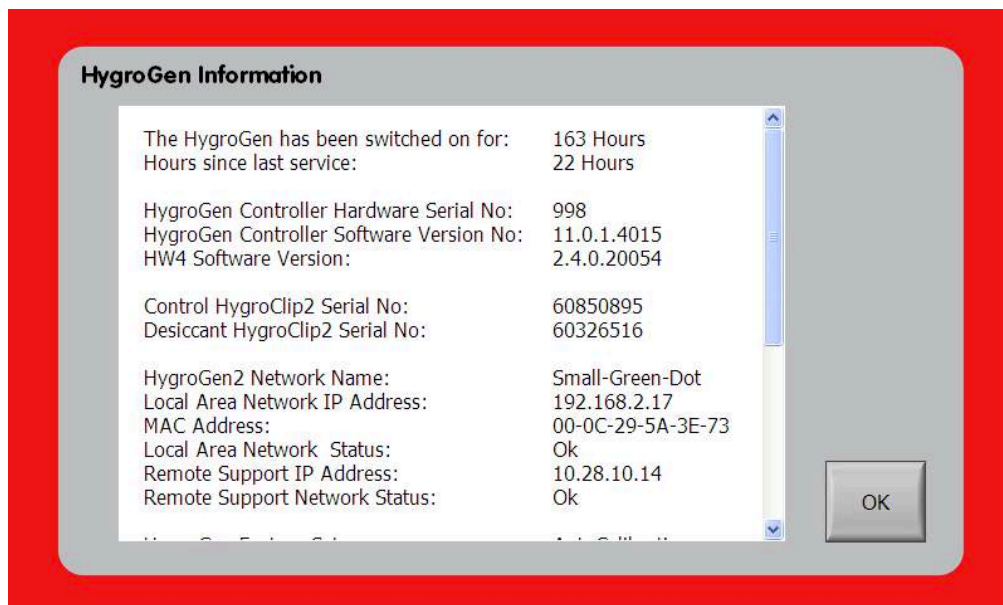 HygroGen Information
The HygroGen has been switched on for: 163 Hours
Hours since last service: 22 Hours
HygroGen Controller Hardware Serial No: 998
HygroGen Controller Software Version No: 11.0.1.4015
HW4 Software Version: 2.4.0.20054
Control HygroClip2 Serial No: 60850895
Desiccant HygroClip2 Serial No: 60326516
HygroGen2 Network Name: Small-Green-Dot
Local Area Network IP Address: 192.168.2.17
MAC Address: 00-0C-29-5A-3E-73
Local Area Network Status: Ok
Remote Support IP Address: 10.28.10.14
Remote Support Network Status: Ok
OK